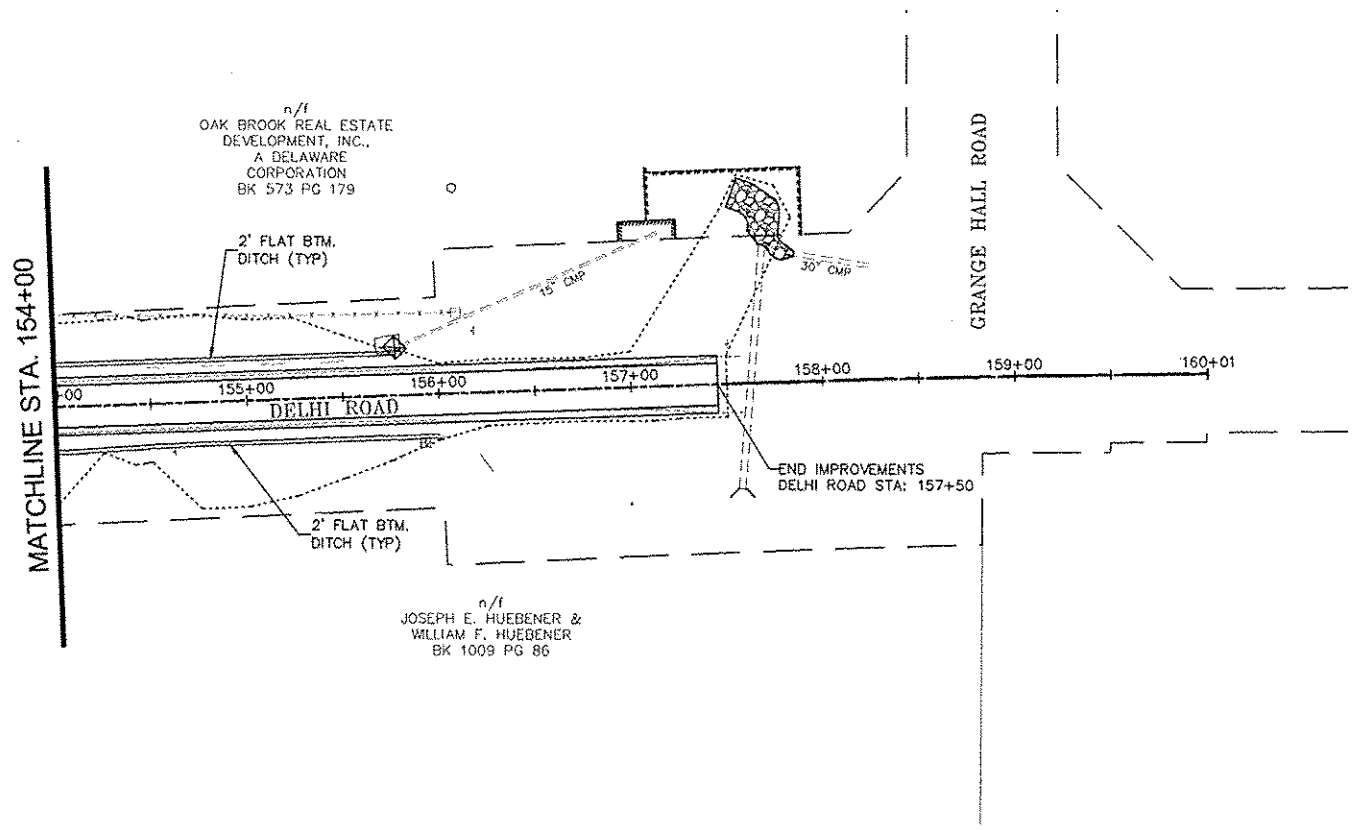 n/f
OAK BROOK REAL ESTATE
DEVELOPMENT, INC.,
A DELAWARE
CORPORATION
BK 573 PG 179
2' FLAT BTM.
DITCH (TYP)
MATCHLINE STA. 154+00
15" CMP
30" CMP
GRANGE HALL ROAD
+00
155+00
156+00
157+00
158+00
159+00
160+01
DELHI ROAD
END IMPROVEMENTS
DELHI ROAD STA: 157+50
2' FLAT BTM.
DITCH (TYP)
n/f
JOSEPH E. HUEBENER &
WILLIAM F. HUEBENER
BK 1009 PG 86